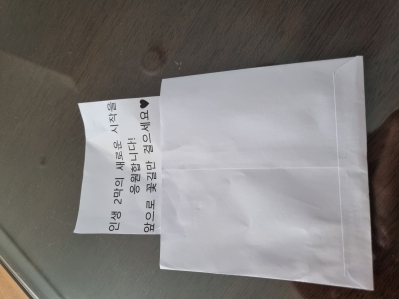 인생 2막의 새로운 시작을
응원합니다!
앞으로 꽃길만 걸으세요♥